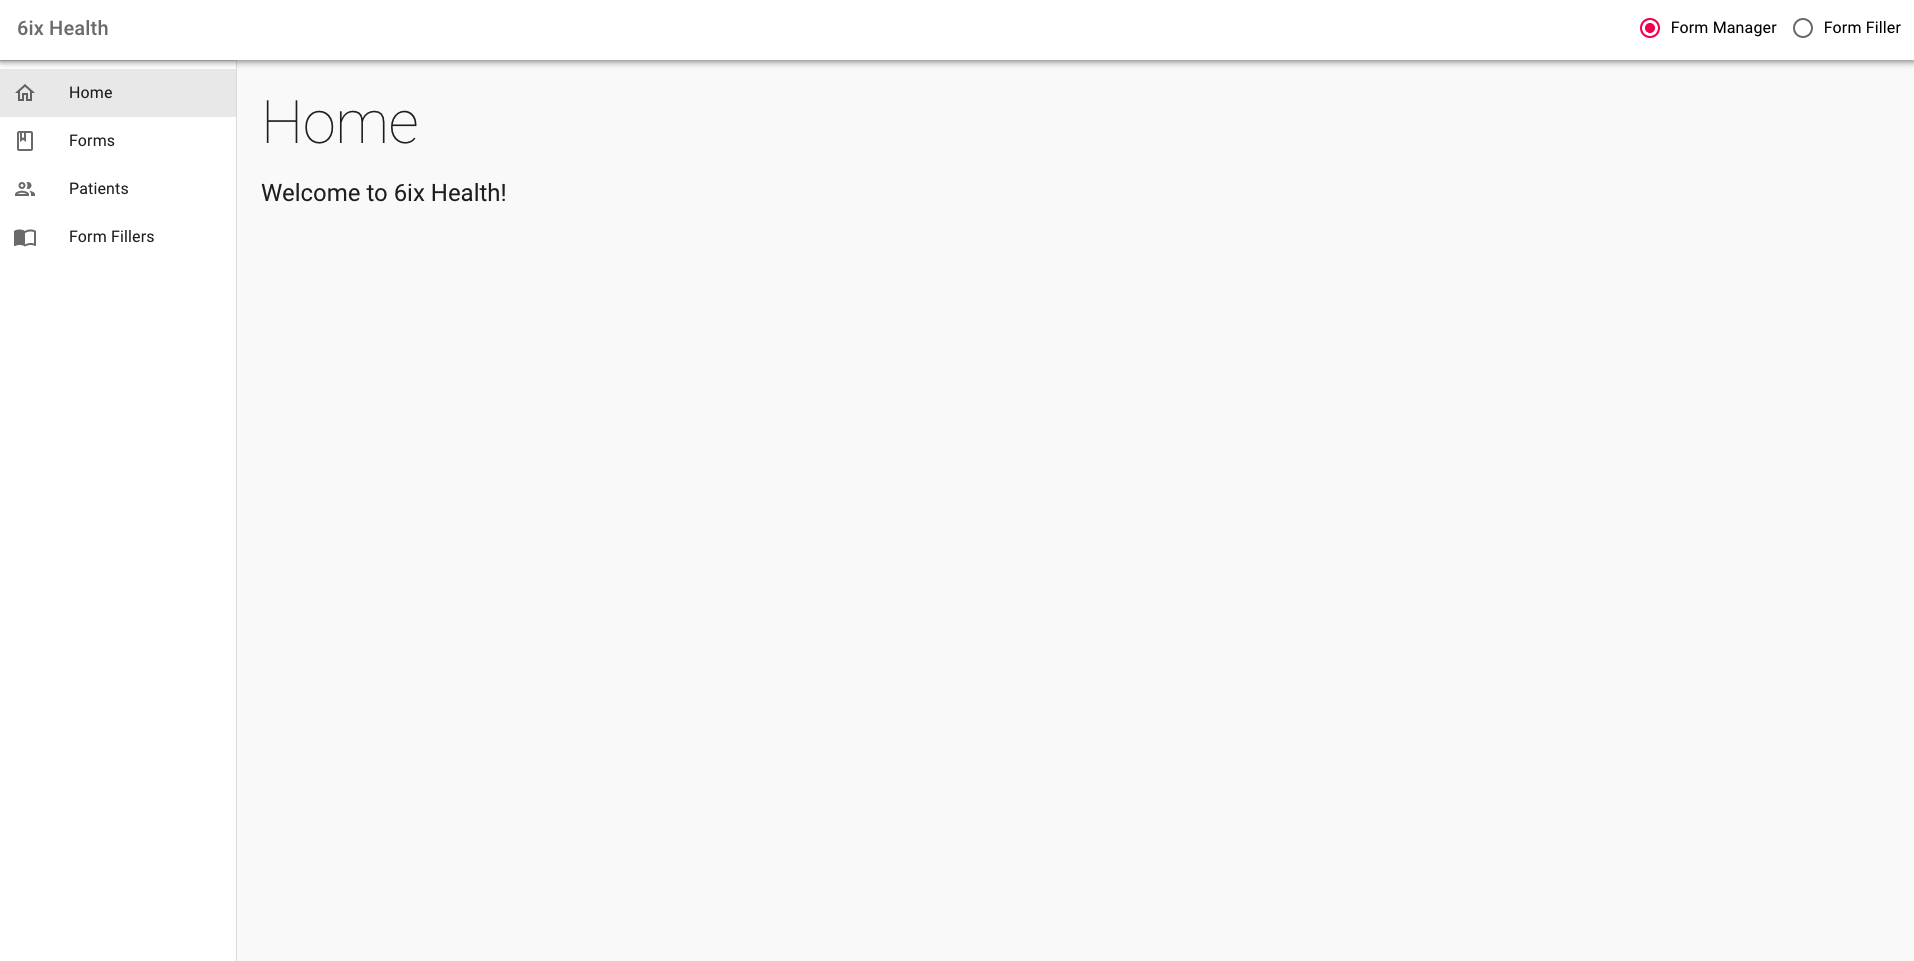 6ix Health
Form Manager
Form Filler
Home
Forms
Patients
Form Fillers
Home
Welcome to 6ix Health!